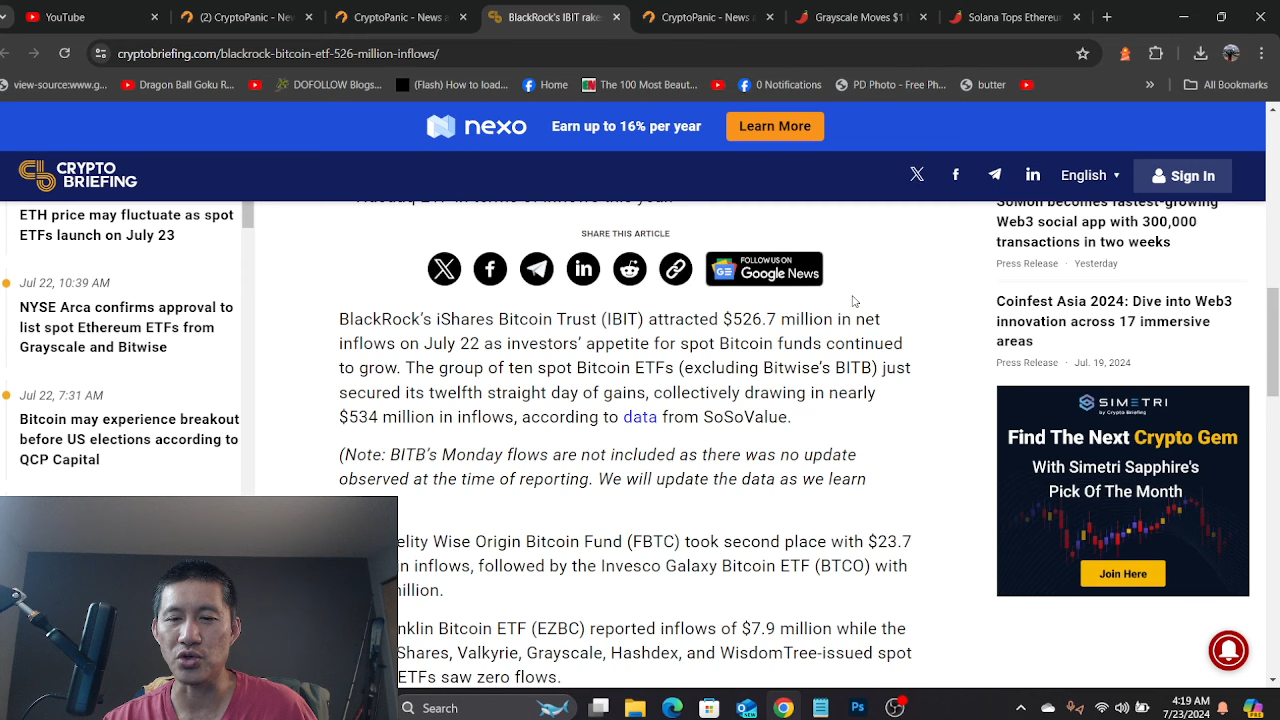 YouTube
(2) CryptoPanic - New
CryptoPanic - News a
BlackRock's IBIT rake
CryptoPanic - News a
Grayscale Moves $1
Solana Tops Ethereu
cryptobriefing.com/blackrock-bitcoin-etf-526-million-inflows/
view-source:www.g...
Dragon Ball Goku R...
DOFOLLOW Blogs...
(Flash) How to load...
Home
The 100 Most Beaut...
0 Notifications
PD Photo - Free Ph...
butter
»
All Bookmarks
nexo
Earn up to 16% per year
Learn More
CRYPTO
BRIEFING
English
Sign In
ETH price may fluctuate as spot
ETFs launch on July 23
Jul 22, 10:39 AM
NYSE Arca confirms approval to
list spot Ethereum ETFs from
Grayscale and Bitwise
Jul 22, 7:31 AM
Bitcoin may experience breakout
before US elections according to
QCP Capital
Nasdaq ETF in terms of inflows this year.
SHARE THIS ARTICLE
FOLLOW US ON
Google News
BlackRock's iShares Bitcoin Trust (IBIT) attracted $526.7 million in net
inflows on July 22 as investors' appetite for spot Bitcoin funds continued
to grow. The group of ten spot Bitcoin ETFs (excluding Bitwise's BITB) just
secured its twelfth straight day of gains, collectively drawing in nearly
$534 million in inflows, according to data from SoSoValue.
(Note: BITB's Monday flows are not included as there was no update
observed at the time of reporting. We will update the data as we learn
elity Wise Origin Bitcoin Fund (FBTC) took second place with $23.7
n inflows, followed by the Invesco Galaxy Bitcoin ETF (BTCO) with
llion.
nklin Bitcoin ETF (EZBC) reported inflows of $7.9 million while the
Shares, Valkyrie, Grayscale, Hashdex, and WisdomTree-issued spot
ETFs saw zero flows.
SoMon becomes fastest-growing
Web3 social app with 300,000
transactions in two weeks
Press Release · Yesterday
Coinfest Asia 2024: Dive into Web3
innovation across 17 immersive
areas
Press Release · Jul. 19, 2024
SIMETRI
by Crypto Briefing
Find The Next Crypto Gem
With Simetri Sapphire's
Pick Of The Month
Join Here
Search
4:19 AM
7/23/2024